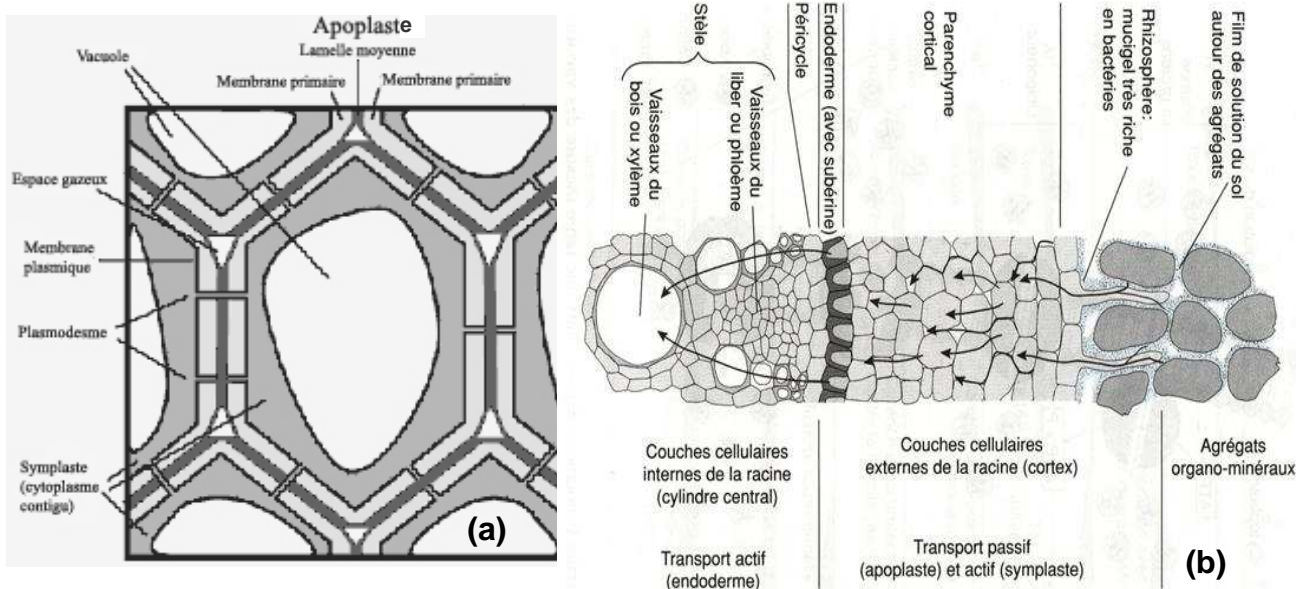 Apoplaste
Lamelle moyenne
Vacuole
Membrane primaire
Membrane primaire
Espace gazeux
Membrane
plasmique
Plasmodesme
Symplaste
(cytoplasme
contigu)
(a)
Stèle
Vaisseaux du
bois ou xylème
Vaisseaux du
liber ou phloème
Péricycle
Endoderme (avec subérine)
Parenchyme
cortical
Rhizosphère:
mucigel très riche
en bactéries
Film de solution du sol
autour des agrégats
Couches cellulaires
internes de la racine
(cylindre central)
Couches cellulaires
externes de la racine (cortex)
Agrégats
organo-minéraux
Transport actif
(endoderme)
Transport passif
(apoplaste) et actif (symplaste)
(b)